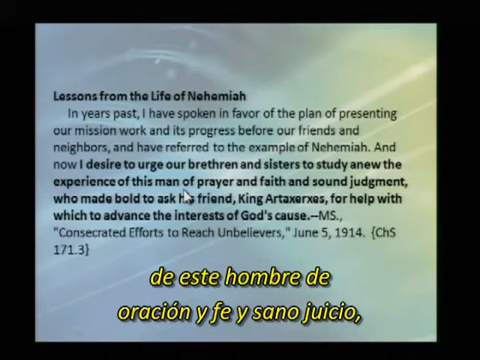 Lessons from the Life of Nehemiah
In years past, I have spoken in favor of the plan of presenting
our mission work and its progress before our friends and
neighbors, and have referred to the example of Nehemiah. And
now I desire to urge our brethren and sisters to study anew the
experience of this man of prayer and faith and sound judgment,
who made bold to ask his friend, King Artaxerxes, for help with
which to advance the interests of God's cause.--MS.,
"Consecrated Efforts to Reach Unbelievers," June 5, 1914. {ChS
171.3}
de este hombre de
oración y fe y sano juicio,